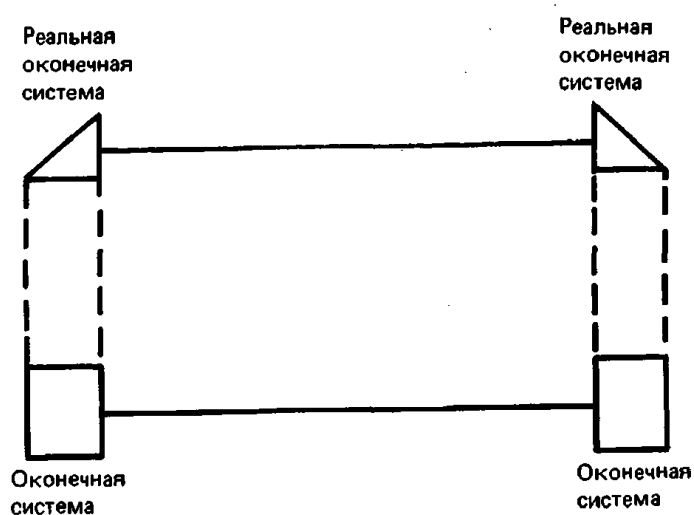 Реальная
оконечная
система
Реальная
оконечная
система
Оконечная
система
Оконечная
система